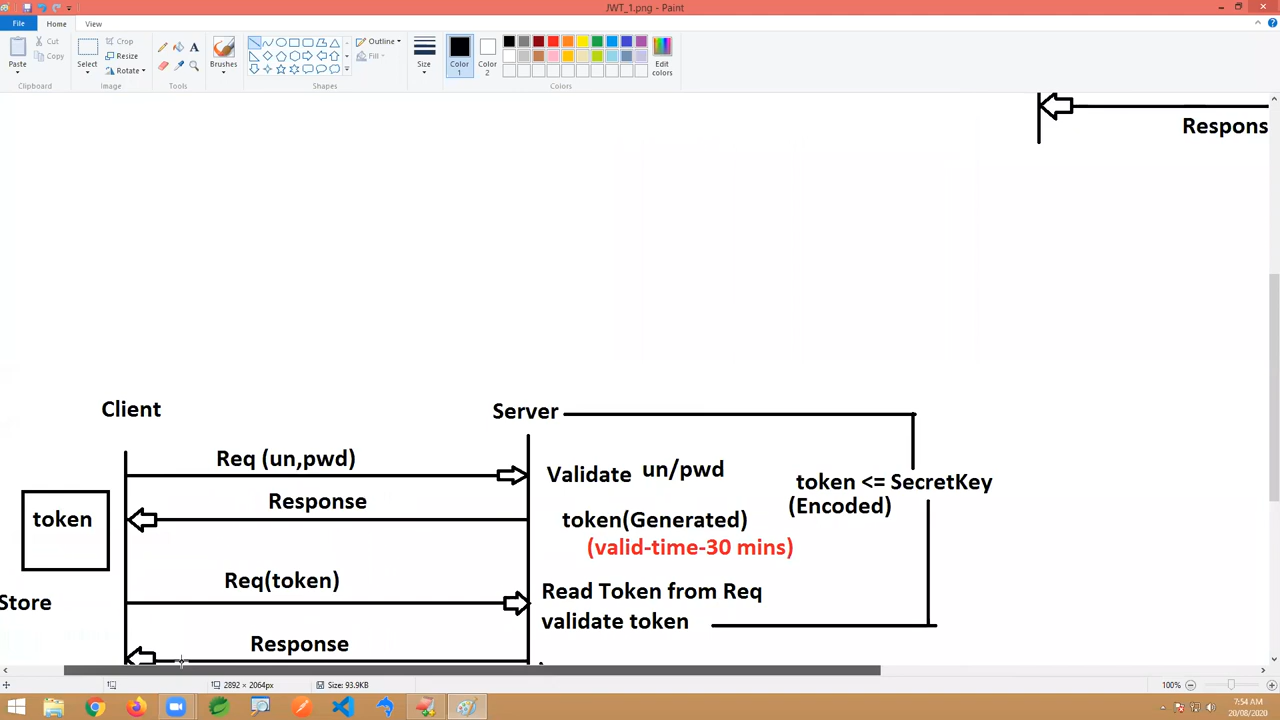 JWT_1.png - Paint
File
Home
View
Paste
Cut
Copy
Clipboard
Select
Crop
Resize
Rotate
Image
A
Tools
Brushes
Outline
Fill
Shapes
Size
Color
1
Color
2
Edit
colors
Colors
Respons
Client
Server
Req (un,pwd)
Validate un/pwd
token <= SecretKey
(Encoded)
Response
token
token(Generated)
(valid-time-30 mins)
Req(token)
Read Token from Req
Store
validate token
Response
2892 × 2064px
Size: 93.9KB
100%
7:54 AM
20/08/2020